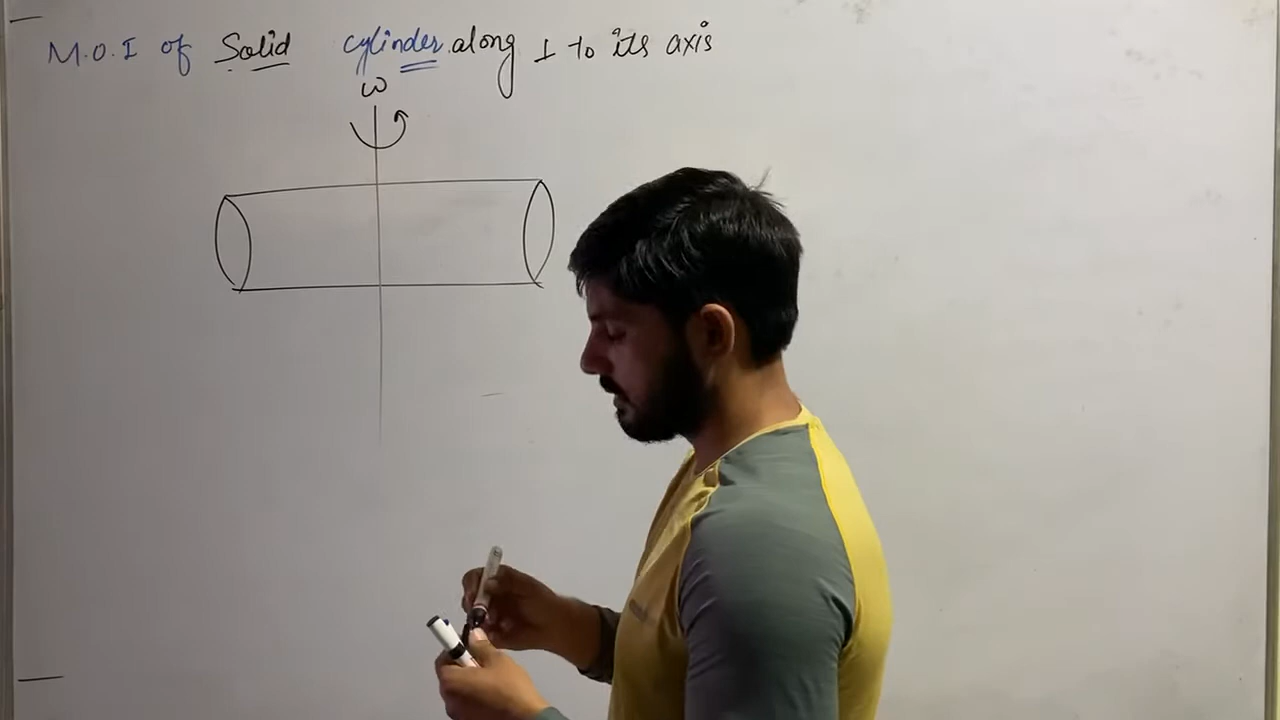 M.O.I of Solid cylinder along ⊥ to its axis
ω